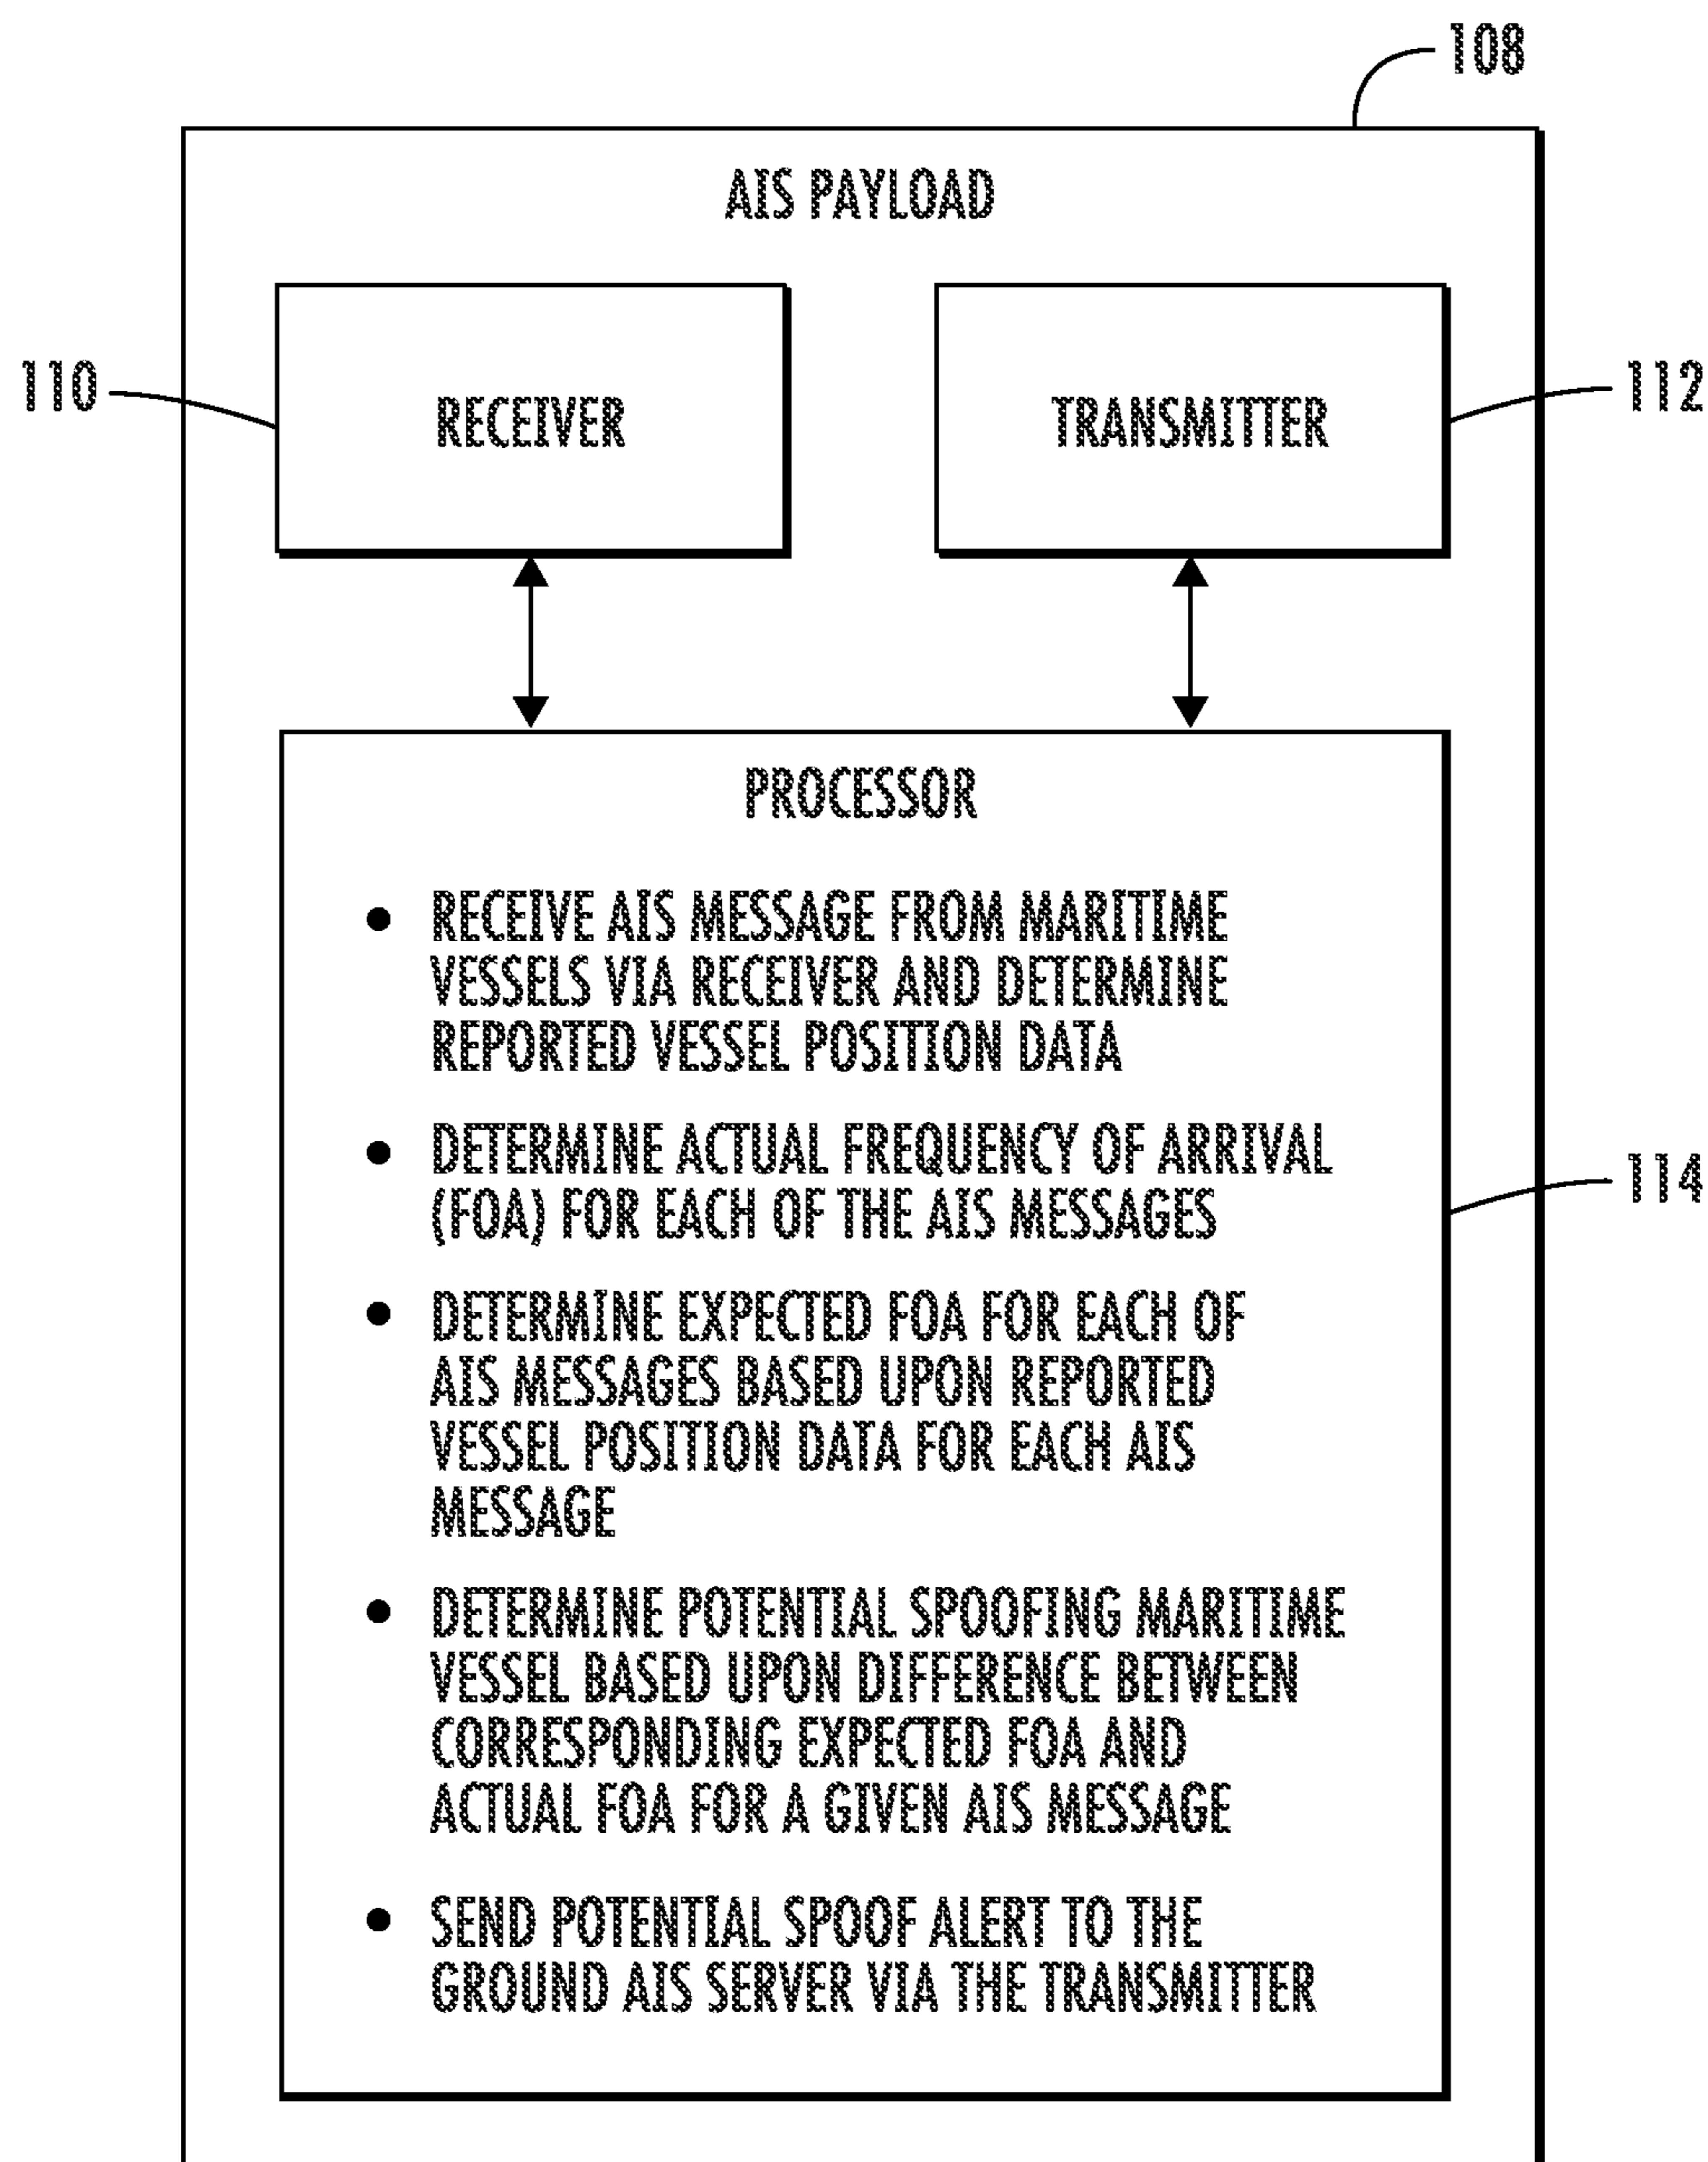 108
AIS PAYLOAD
110
RECEIVER
TRANSMITTER
112
PROCESSOR
• RECEIVE AIS MESSAGE FROM MARITIME
VESSELS VIA RECEIVER AND DETERMINE
REPORTED VESSEL POSITION DATA
• DETERMINE ACTUAL FREQUENCY OF ARRIVAL
(FOA) FOR EACH OF THE AIS MESSAGES
114
• DETERMINE EXPECTED FOA FOR EACH OF
AIS MESSAGES BASED UPON REPORTED
VESSEL POSITION DATA FOR EACH AIS
MESSAGE
• DETERMINE POTENTIAL SPOOFING MARITIME
VESSEL BASED UPON DIFFERENCE BETWEEN
CORRESPONDING EXPECTED FOA AND
ACTUAL FOA FOR A GIVEN AIS MESSAGE
• SEND POTENTIAL SPOOF ALERT TO THE
GROUND AIS SERVER VIA THE TRANSMITTER